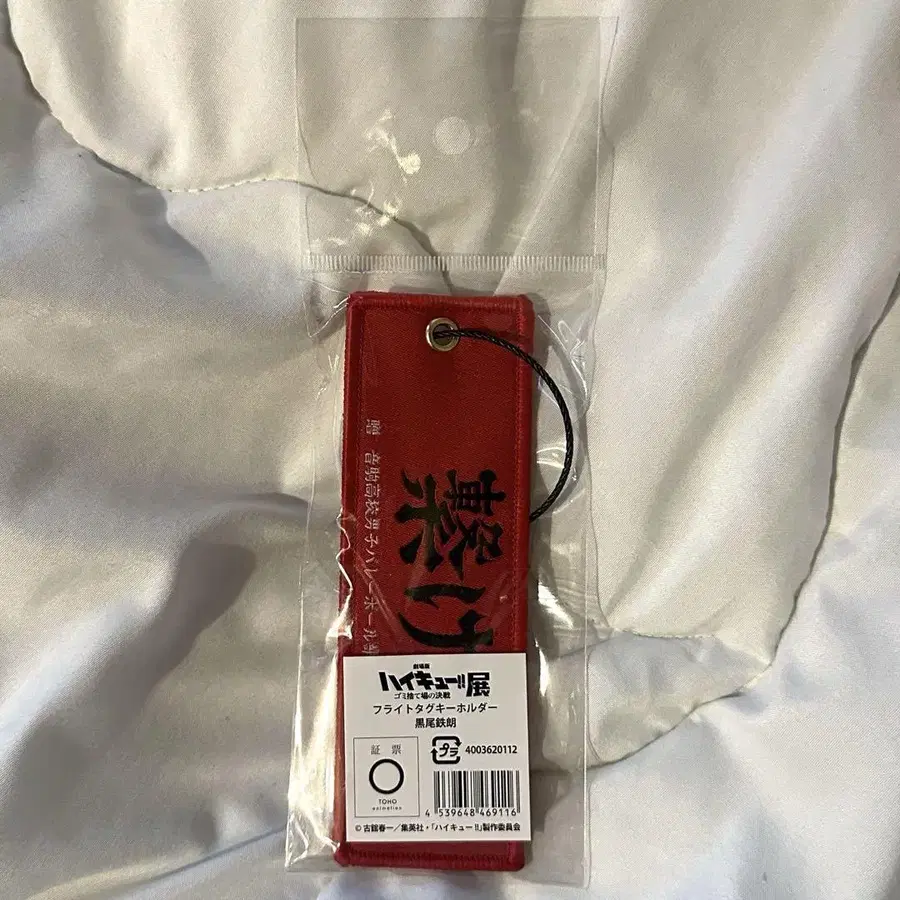 繋げ
贈 音駒高校男子バレーボール部
劇場版
ハイキュー!!展
ゴミ捨て場の決戦
フライトタグキーホルダー
黒尾鉄朗
証票
TOHO
animation
プラ
4003620112
4 539648 469116
© 古舘春一/集英社・「ハイキュー!!」製作委員会